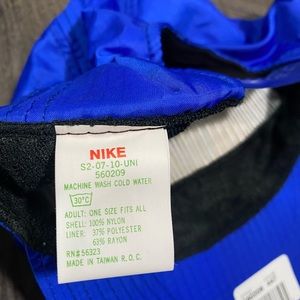 NIKE
S2-07-10-UNI
560209
MACHINE WASH COLD WATER
30°C
ADULT: ONE SIZE FITS ALL
SHELL: 100% NYLON
LINER: 37% POLYESTER
63% RAYON
RN#56323
MADE IN TAIWAN R.O.C.